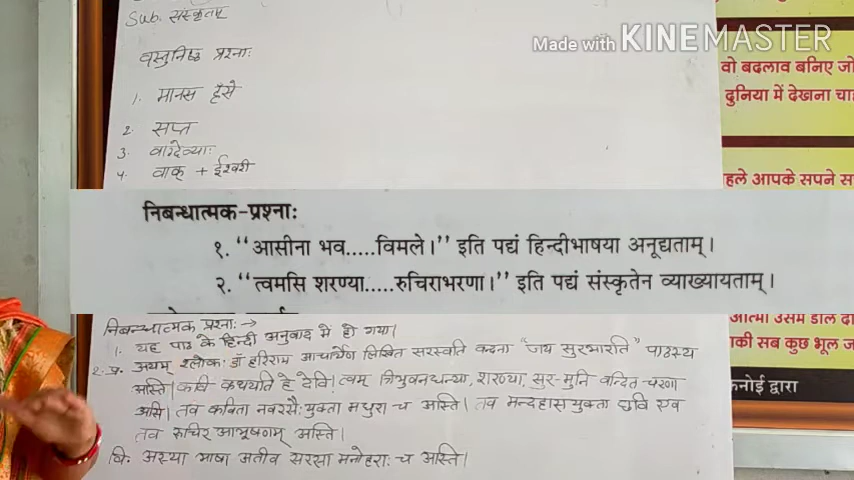 Sub. संस्कृतम्
Made with KINEMASTER
वस्तुनिष्ठ प्रश्नाः
1. मानस हँसे
2. सप्त
3. वाग्देव्याः
4. वाक् + ईश्वरी
वो बदलाव बनिए जो
दुनिया में देखना चा
हले आपके सपने स
निबन्धात्मक-प्रश्नाः
१. “आसीना भव.....विमले।” इति पद्यं हिन्दीभाषया अनूद्यताम्।
२. “त्वमसि शरण्या.....रुचिराभरणा।” इति पद्यं संस्कृतेन व्याख्यायताम्।
निबन्धात्मक प्रश्नाः →
1. यह पाठ के हिन्दी अनुवाद में हो गया।
2. प्र. अयम् श्लोकः डॉ हरिराम आचार्येण लिखित सरस्वति वन्दना "जय सुरभारति" पाठस्य
अस्ति। कवि कथयति हे देवि। त्वम् त्रिभुवनधन्या, शरण्या, सुर-मुनि वन्दित चरणा
असि। तव कविता नवरसैः युक्ता मधुरा च अस्ति। तव मन्दहासयुक्ता छवि एव
तव रुचिर आभूषणम् अस्ति।
वि. अस्या भाषा अतीव सरसा मनोहराः च अस्ति।
की सब कुछ भूल ज
नोई द्वारा